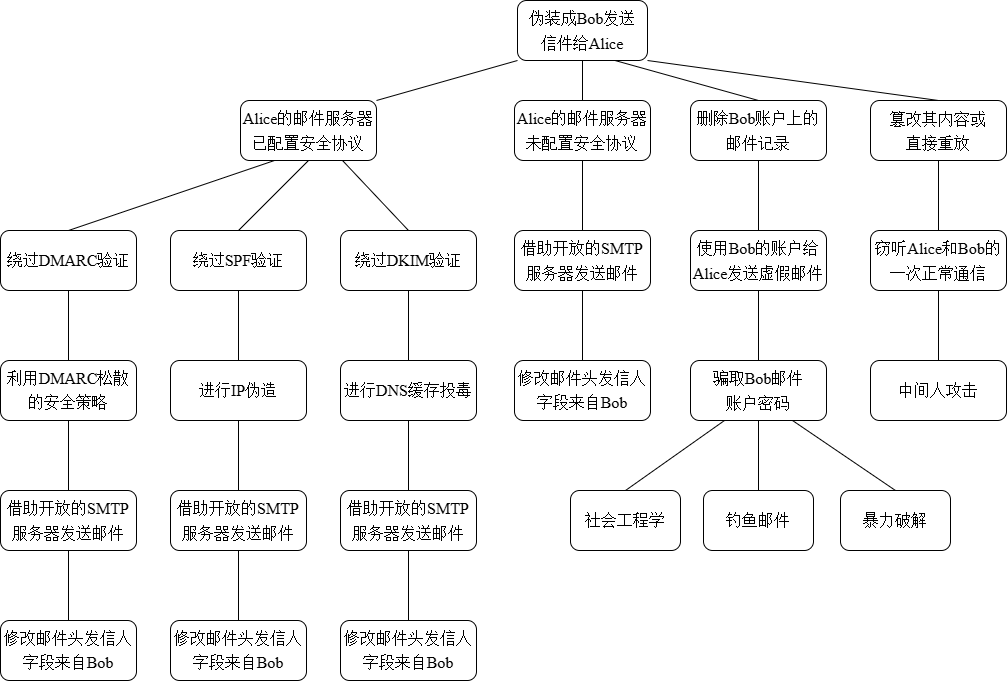 伪装成Bob发送
信件给Alice
Alice的邮件服务器
已配置安全协议
Alice的邮件服务器
未配置安全协议
删除Bob账户上的
邮件记录
篡改其内容或
直接重放
绕过DMARC验证
绕过SPF验证
绕过DKIM验证
借助开放的SMTP
服务器发送邮件
使用Bob的账户给
Alice发送虚假邮件
窃听Alice和Bob的
一次正常通信
利用DMARC松散
的安全策略
进行IP伪造
进行DNS缓存投毒
修改邮件头发信人
字段来自Bob
骗取Bob邮件
账户密码
中间人攻击
借助开放的SMTP
服务器发送邮件
借助开放的SMTP
服务器发送邮件
借助开放的SMTP
服务器发送邮件
社会工程学
钓鱼邮件
暴力破解
修改邮件头发信人
字段来自Bob
修改邮件头发信人
字段来自Bob
修改邮件头发信人
字段来自Bob